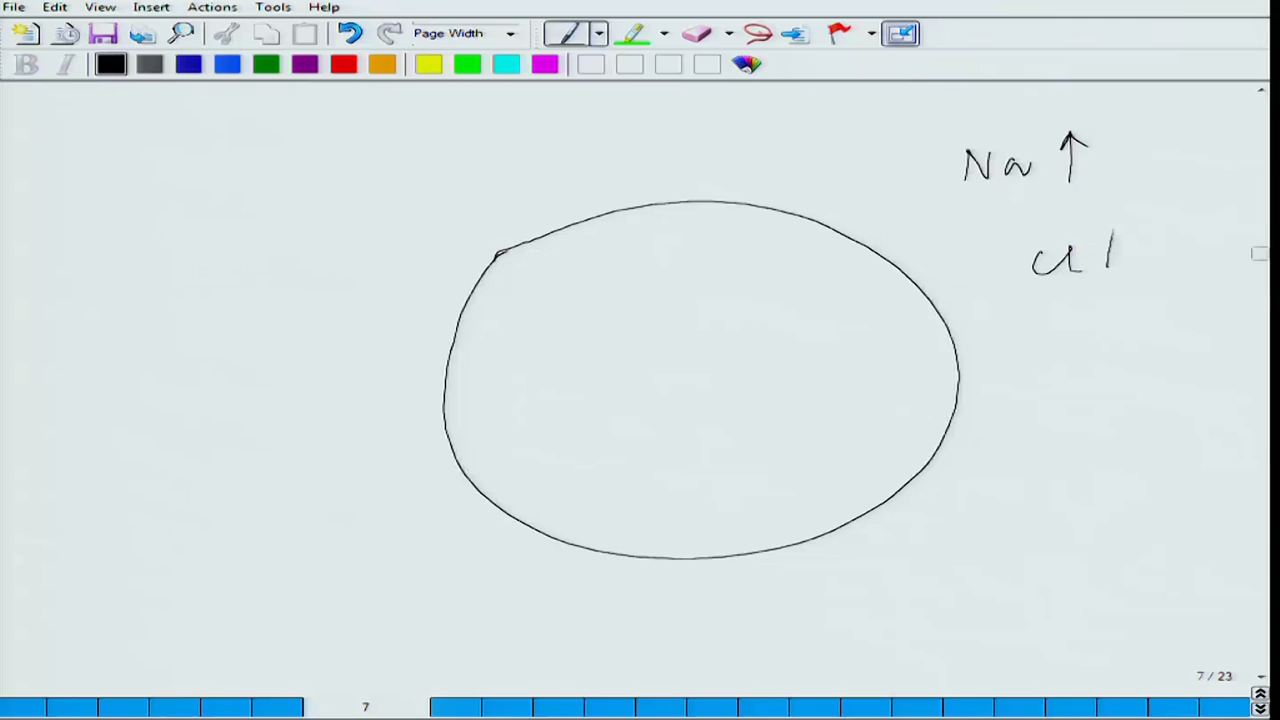 File Edit View Insert Actions Tools Help
Page Width
B I
Na ↑
Cl |
7 / 23
7